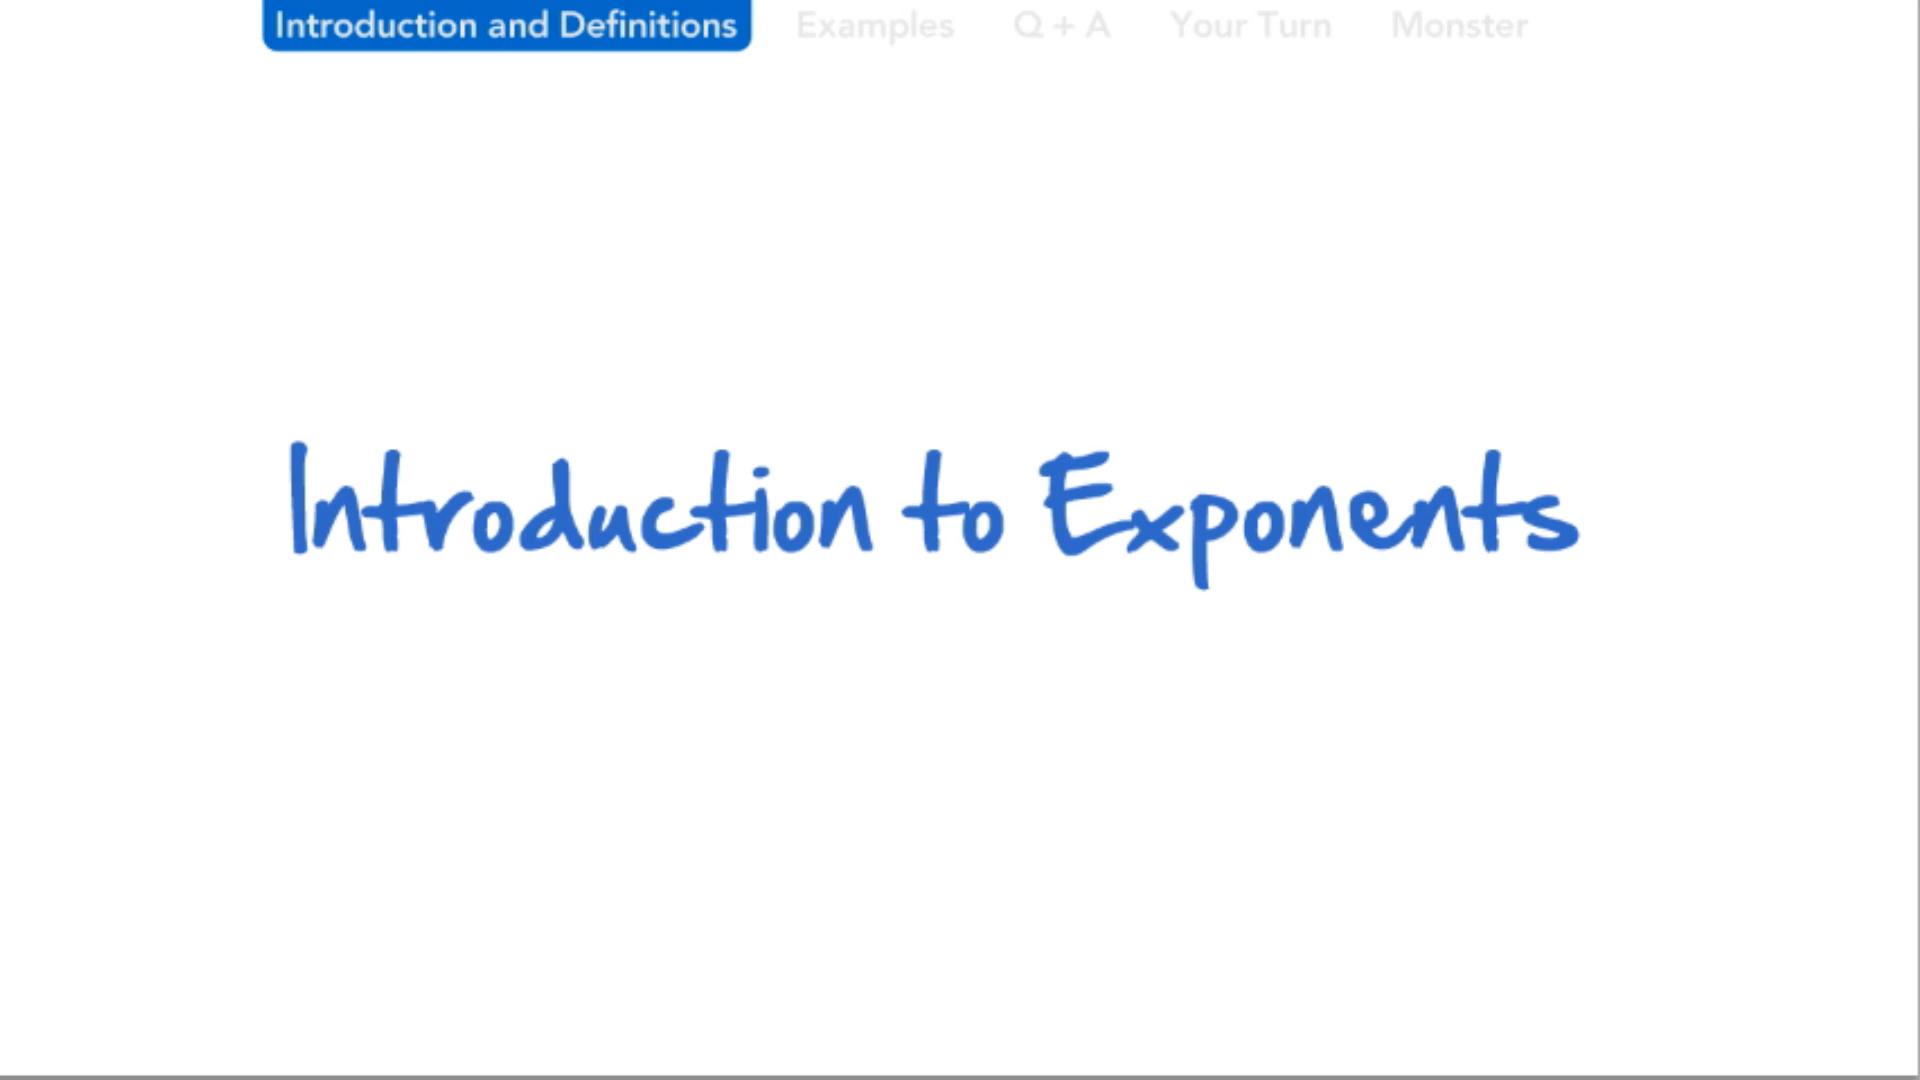 Introduction and Definitions Examples Q + A Your Turn Monster
Introduction to Exponents